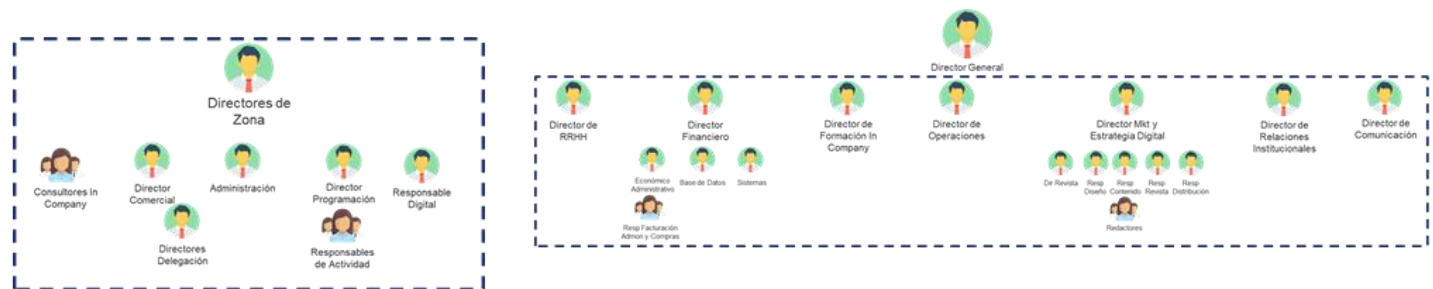 Directores de
Zona
Consultores In
Company
Director
Comercial
Administración
Director
Programación
Responsable
Digital
Directores
Delegación
Responsables
de Actividad
Director General
Director de
RRHH
Director
Financiero
Director de
Formación In
Company
Director de
Operaciones
Director Mkt y
Estrategia Digital
Director de
Relaciones
Institucionales
Director de
Comunicación
Económico
Administrativo
Base de Datos
Sistemas
Dir Revista
Resp
Diseño
Resp
Contenido
Resp
Revista
Resp
Distribución
Resp Facturación
Admon y Compras
Redactores